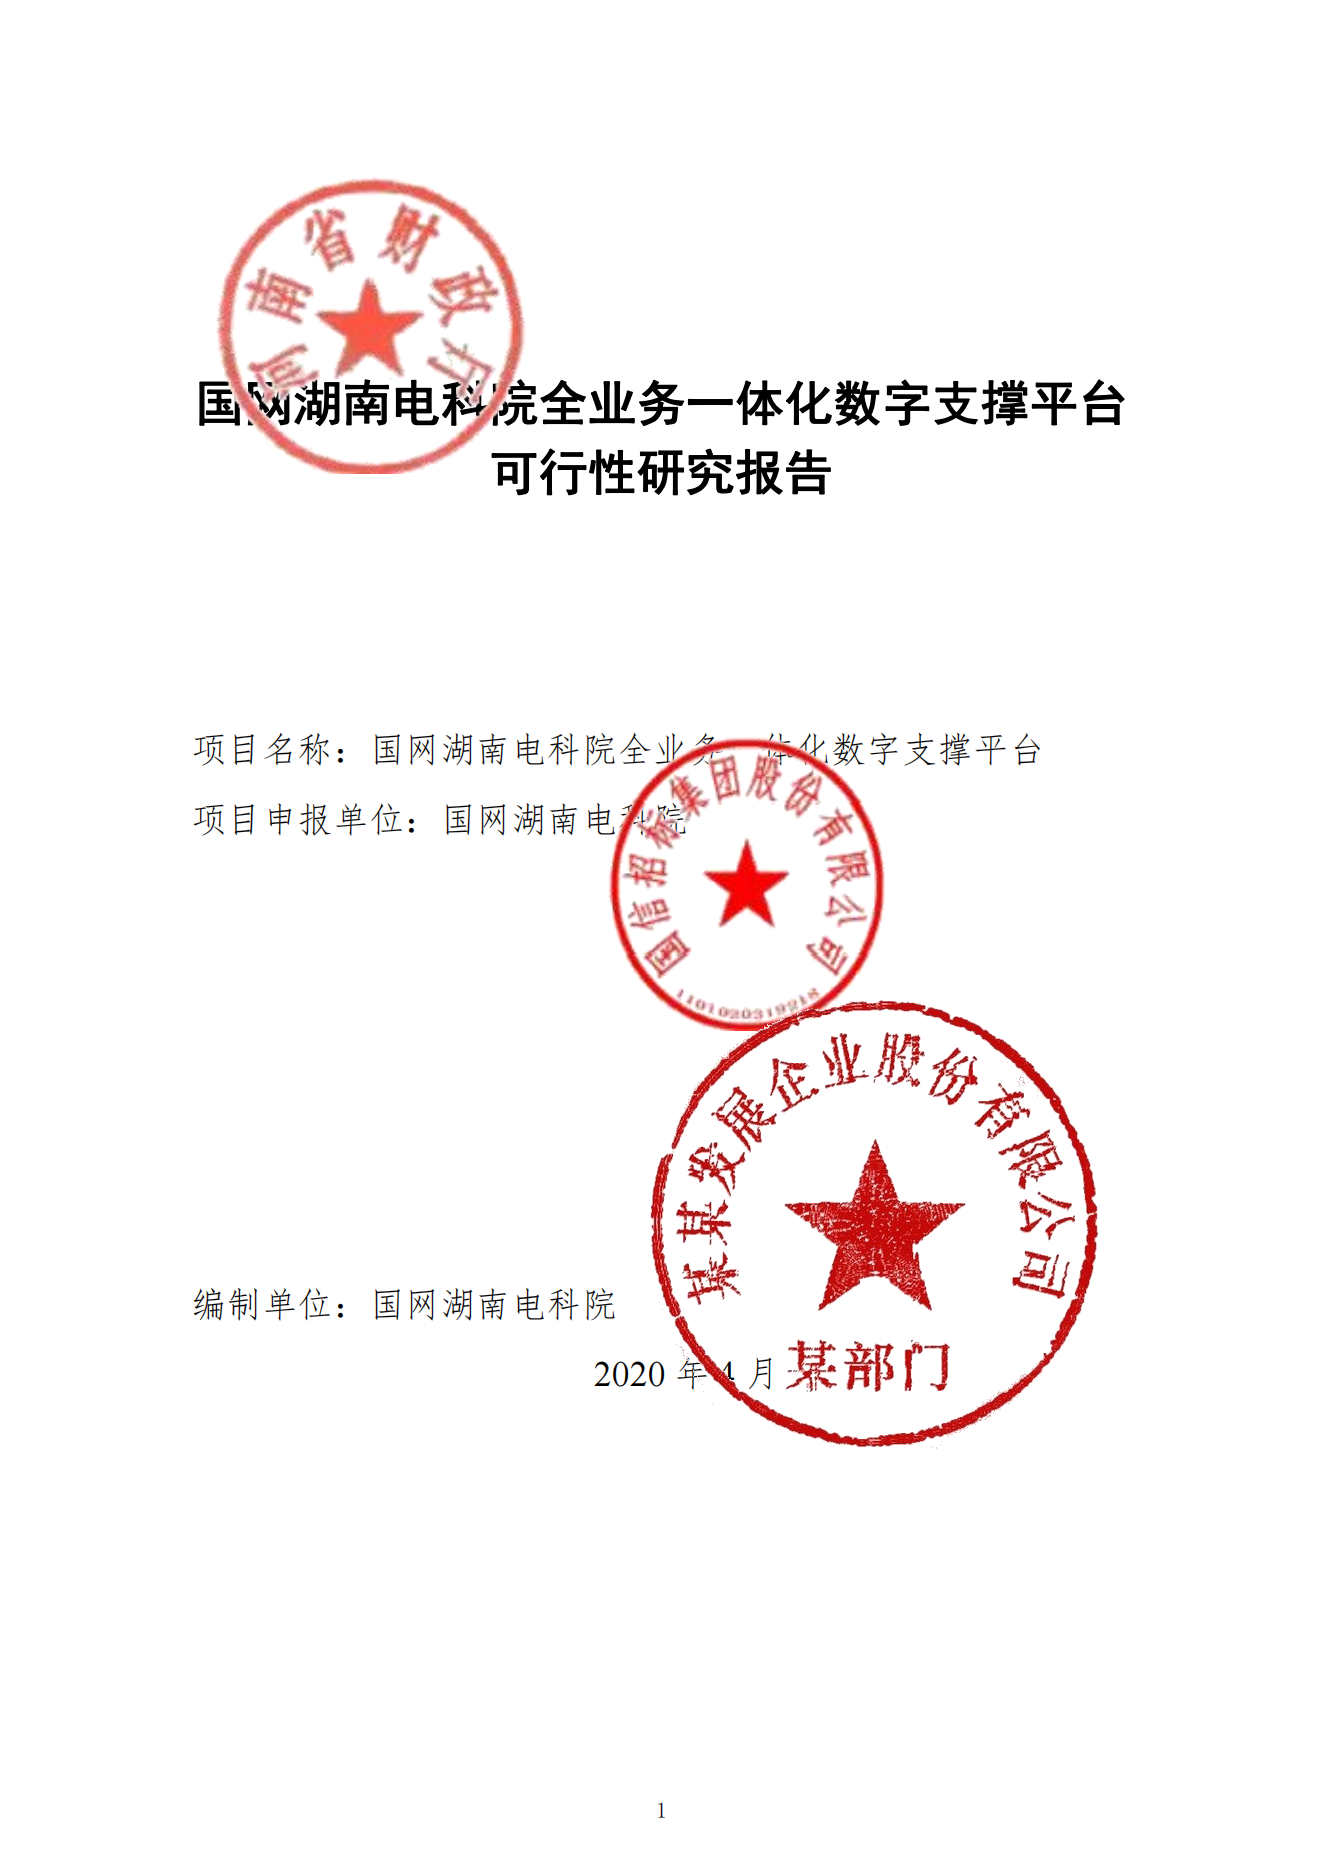 河南省财政厅
国网湖南电科院全业务一体化数字支撑平台
可行性研究报告
项目名称：国网湖南电科院全业务一体化数字支撑平台
项目申报单位：国网湖南电科院
国信招标集团股份有限公司
1101020319218
某某发展企业股份有限公司
编制单位：国网湖南电科院
2020 年 4 月
某部门
1